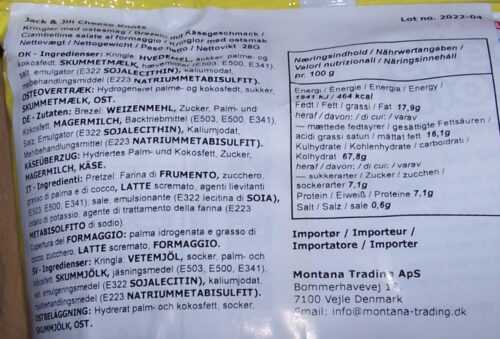 Jack & Jill Cheese Knots
Kringler med ostesmag / Brezeln mit Käsegeschmack /
Ciambelline salate al formaggio / Kringlor med ostsmak
Nettovægt / Nettogewicht / Peso netto / Nettovikt 28G
DK - Ingredienser: Kringle, HVEDEMEL, sukker, palme- og
kokosfedt, SKUMMETMÆLK, hævemiddel (E503, E500, E341),
salt, emulgator (E322 SOJALECITHIN), kaliumjodat,
melbehandlingsmiddel (E223 NATRIUMMETABISULFIT).
OSTEOVERTRÆK: Hydrogeneret palme- og kokosfedt, sukker,
SKUMMETMÆLK, OST.
DE - Zutaten: Brezel: WEIZENMEHL, Zucker, Palm- und
Kokosfett, MAGERMILCH, Backtriebmittel (E503, E500, E341),
Salz, Emulgator (E322 SOJALECITHIN), Kaliumjodat,
Mehlbehandlungsmittel (E223 NATRIUMMETABISULFIT).
KÄSEÜBERZUG: Hydriertes Palm- und Kokosfett, Zucker,
MAGERMILCH, KÄSE.
IT - Ingredienti: Pretzel: Farina di FRUMENTO, zucchero,
grasso di palma e di cocco, LATTE scremato, agenti lievitanti
(E503, E500, E341), sale, emulsionante (E322 lecitina di SOIA),
iodato di potassio, agente di trattamento della farina (E223
METABISOLFITO di sodio).
Copertura del FORMAGGIO: palma idrogenata e grasso di
cocco, zucchero, LATTE scremato, FORMAGGIO.
SV - Ingredienser: Kringla: VETEMJÖL, socker, palm- och
kokosfett, SKUMMJÖLK, jäsningsmedel (E503, E500, E341),
salt, emulgeringsmedel (E322 SOJALECITIN), kaliumjodat,
mjölbehandlingsmedel (E223 NATRIUMMETABISULFIT).
OSTBELÄGGNING: Hydrerat palm- och kokosfett, socker,
SKUMMJÖLK, OST.
Lot no. 2022-04
Næringsindhold / Nährwertangaben/
Valori nutrizionali / Näringsinnehåll
pr. 100 g
Energi / Energie / Energia / Energy /
1941 KJ / 464 kcal
Fedt / Fett / grassi / Fat 17,9g
heraf / davon: / di cur: / varav
— mættede fedtsyrer / gesättigte Fettsäuren /
acidi grassi saturi / mättat fett 16,1g
Kulhydrate / Kohlenhydrate / carboidrati /
Kolhydrat 67,8g
heraf / davon: / di cur: / varav
— sukkerarter / Zucker / zuccheri /
sockerarter 7,1g
Protein / Eiweiß / Proteine 7,1g
Salt / Salz / sale 0,6g
Importør / Importeur /
Importatore / Importer
Montana Trading ApS
Bommerhavevej
7100 Vejle Denmark
Email: info@montana-trading.dk